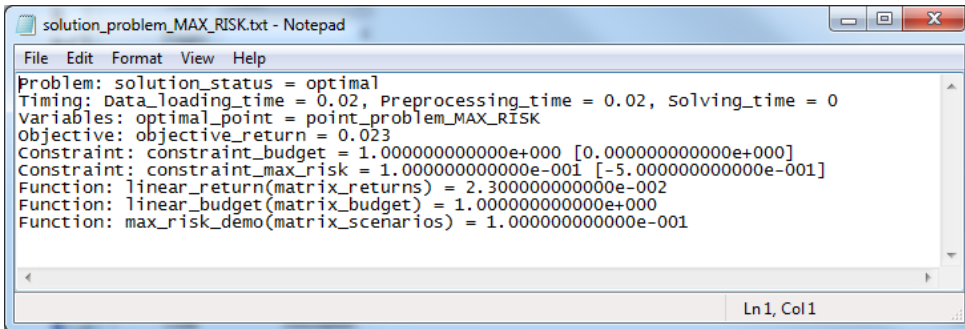 solution_problem_MAX_RISK.txt - Notepad
File Edit Format View Help
Problem: solution_status = optimal
Timing: Data_loading_time = 0.02, Preprocessing_time = 0.02, Solving_time = 0
Variables: optimal_point = point_problem_MAX_RISK
Objective: objective_return = 0.023
Constraint: constraint_budget = 1.000000000000e+000 [0.000000000000e+000]
Constraint: constraint_max_risk = 1.000000000000e-001 [-5.000000000000e-001]
Function: linear_return(matrix_returns) = 2.300000000000e-002
Function: linear_budget(matrix_budget) = 1.000000000000e+000
Function: max_risk_demo(matrix_scenarios) = 1.000000000000e-001
Ln 1, Col 1